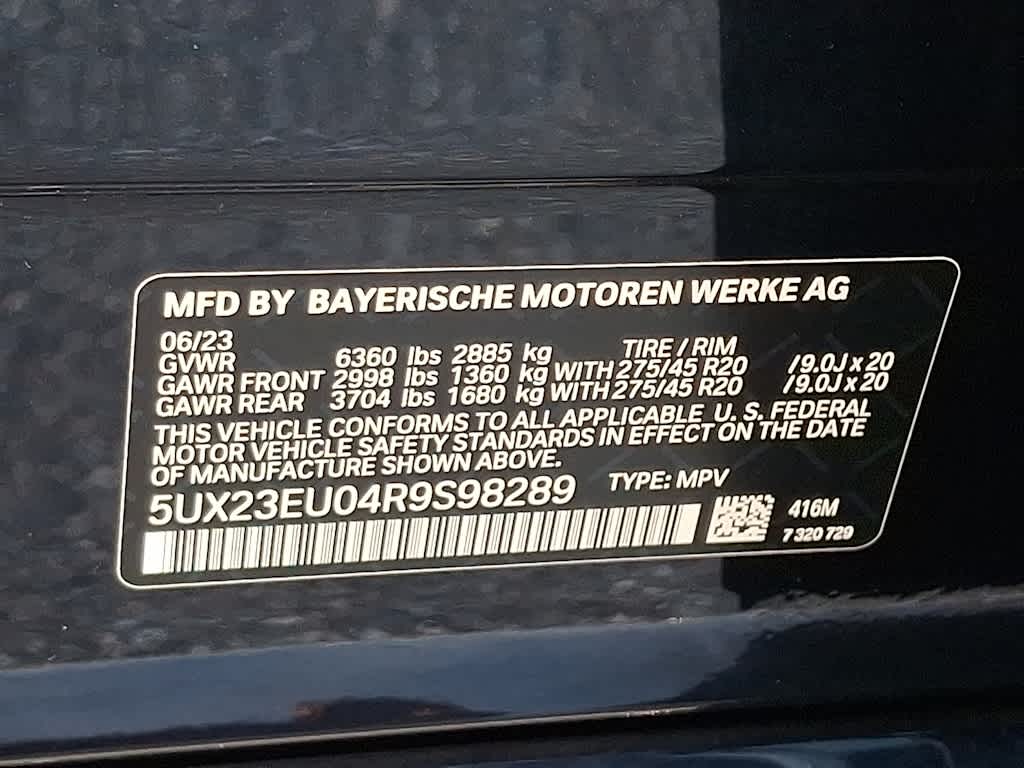 MFD BY BAYERISCHE MOTOREN WERKE AG
06/23 TIRE / RIM
GVWR 6360 lbs 2885 kg
GAWR FRONT 2998 lbs 1360 kg WITH 275/45 R20 /9.0J x 20
GAWR REAR 3704 lbs 1680 kg WITH 275/45 R20 /9.0J x 20
THIS VEHICLE CONFORMS TO ALL APPLICABLE U. S. FEDERAL
MOTOR VEHICLE SAFETY STANDARDS IN EFFECT ON THE DATE
OF MANUFACTURE SHOWN ABOVE.
5UX23EU04R9S98289 TYPE: MPV
416M
7 320 729